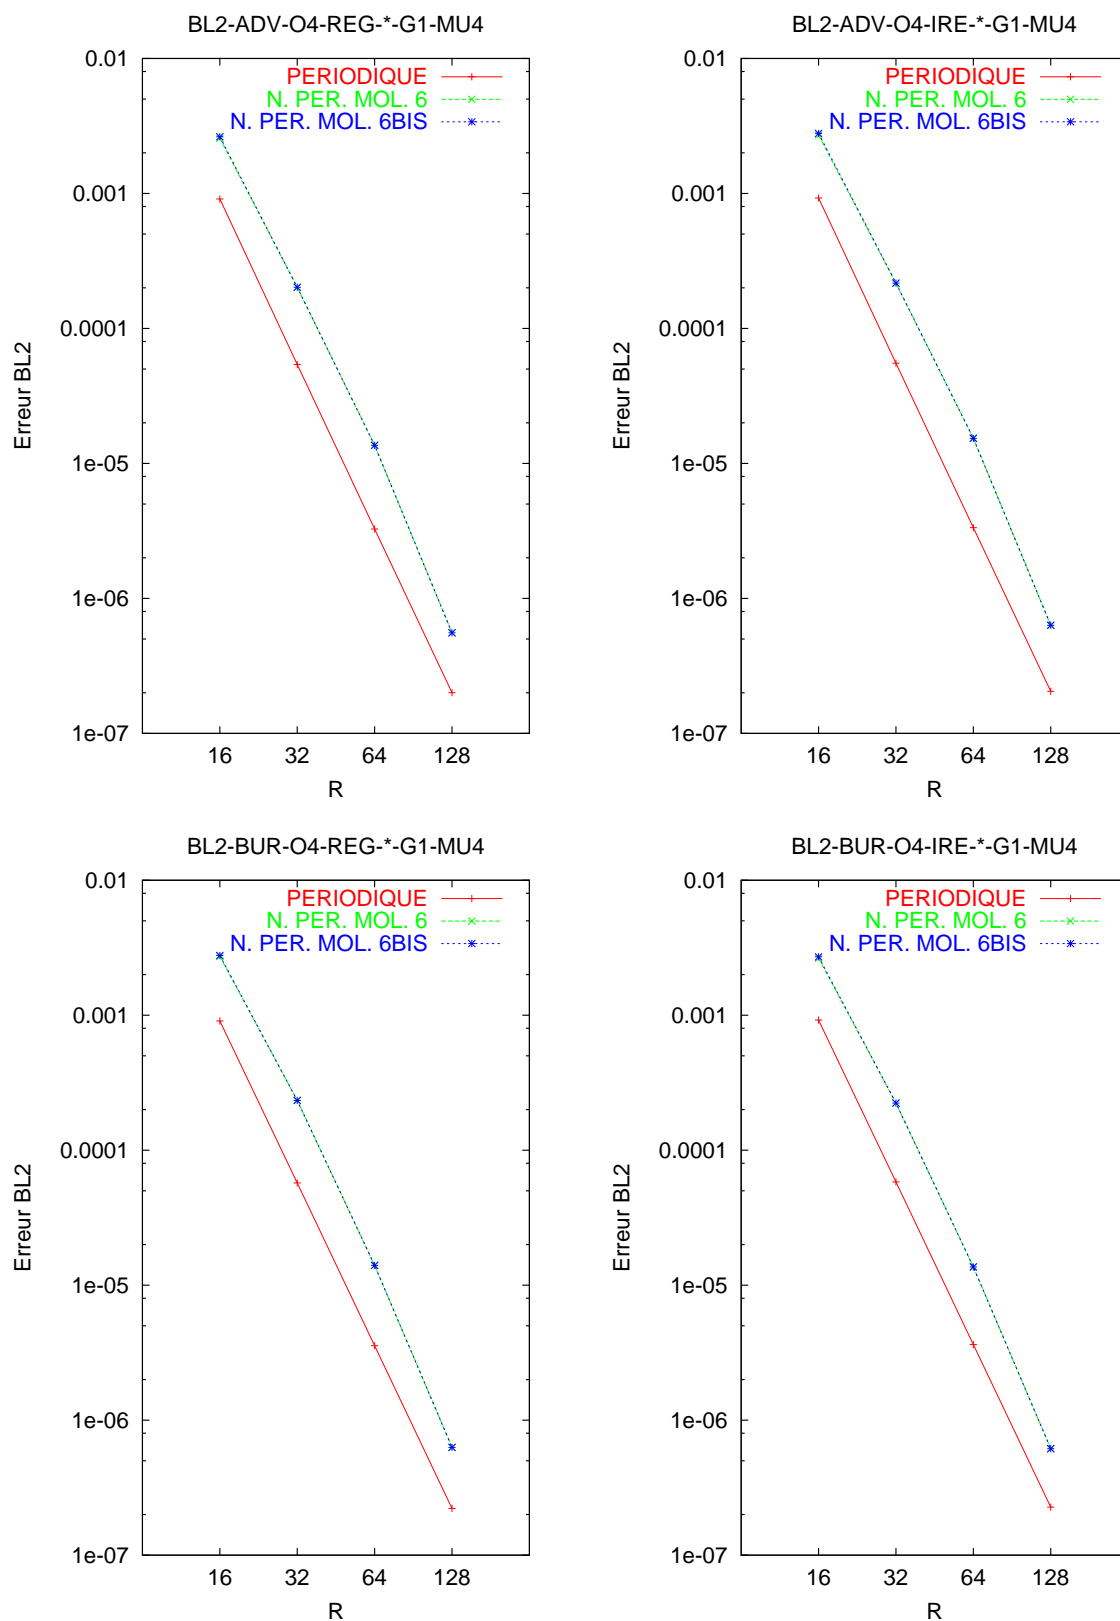 BL2-ADV-O4-REG-*-G1-MU4
0.01
PERIODIQUE
N. PER. MOL. 6
N. PER. MOL. 6BIS
0.001
0.0001
Erreur BL2
1e-05
1e-06
1e-07
16 32 64 128
R
BL2-ADV-O4-IRE-*-G1-MU4
0.01
PERIODIQUE
N. PER. MOL. 6
N. PER. MOL. 6BIS
0.001
0.0001
Erreur BL2
1e-05
1e-06
1e-07
16 32 64 128
R
BL2-BUR-O4-REG-*-G1-MU4
0.01
PERIODIQUE
N. PER. MOL. 6
N. PER. MOL. 6BIS
0.001
0.0001
Erreur BL2
1e-05
1e-06
1e-07
16 32 64 128
R
BL2-BUR-O4-IRE-*-G1-MU4
0.01
PERIODIQUE
N. PER. MOL. 6
N. PER. MOL. 6BIS
0.001
0.0001
Erreur BL2
1e-05
1e-06
1e-07
16 32 64 128
R